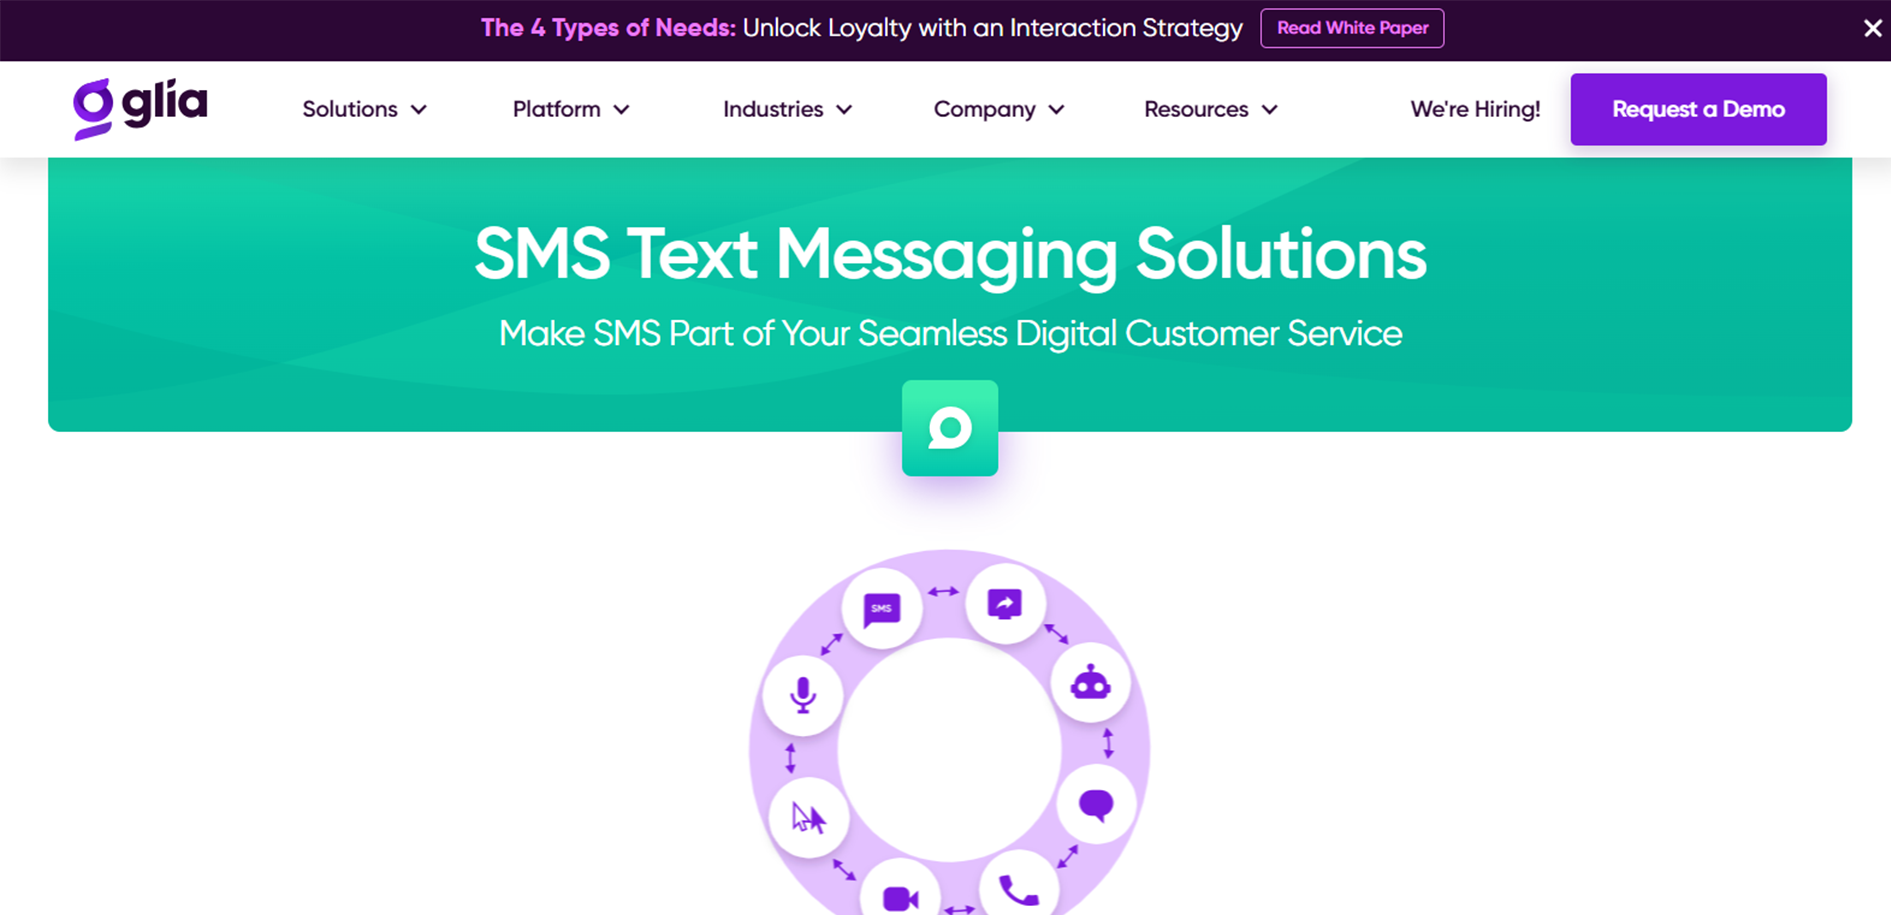 The 4 Types of Needs: Unlock Loyalty with an Interaction Strategy Read White Paper
glia Solutions Platform Industries Company Resources We're Hiring! Request a Demo
SMS Text Messaging Solutions
Make SMS Part of Your Seamless Digital Customer Service
SMS